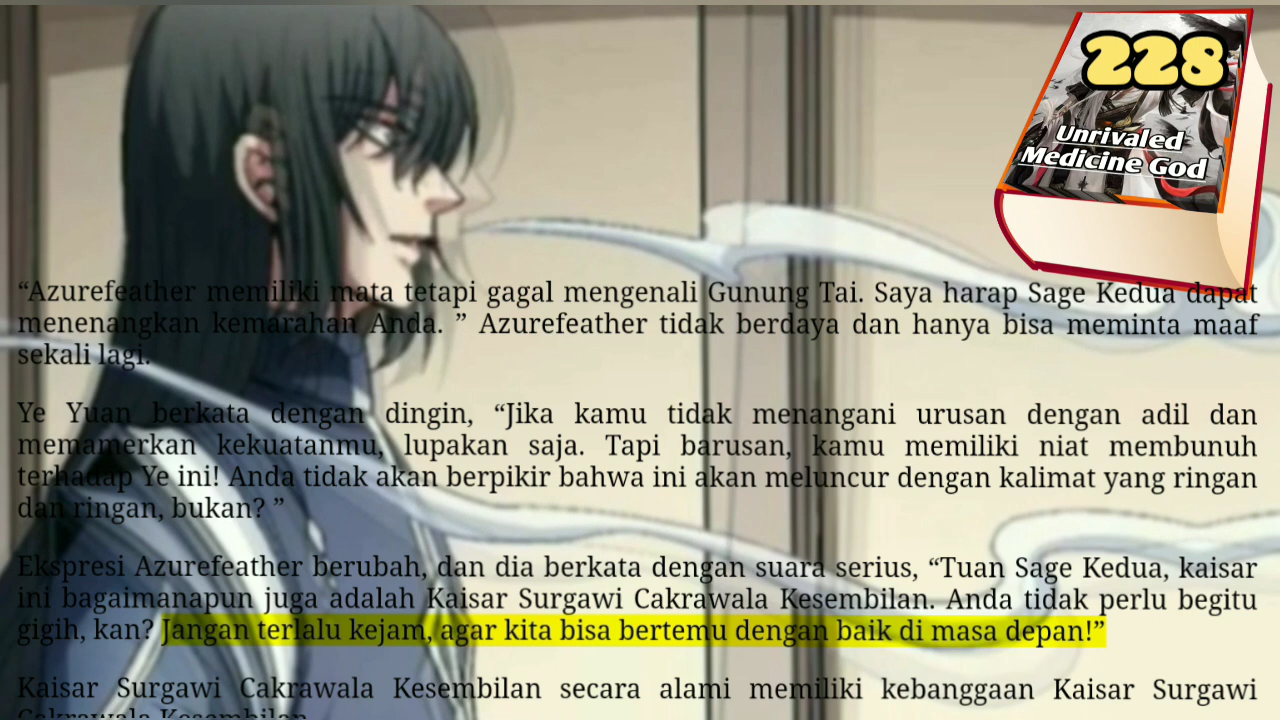 228
Unrivaled
Medicine God
“Azurefeather memiliki mata tetapi gagal mengenali Gunung Tai. Saya harap Sage Kedua dapat
menenangkan kemarahan Anda. ” Azurefeather tidak berdaya dan hanya bisa meminta maaf
sekali lagi.
Ye Yuan berkata dengan dingin, “Jika kamu tidak menangani urusan dengan adil dan
memamerkan kekuatanmu, lupakan saja. Tapi barusan, kamu memiliki niat membunuh
terhadap Ye ini! Anda tidak akan berpikir bahwa ini akan meluncur dengan kalimat yang ringan
dan ringan, bukan? ”
Ekspresi Azurefeather berubah, dan dia berkata dengan suara serius, “Tuan Sage Kedua, kaisar
ini bagaimanapun juga adalah Kaisar Surgawi Cakrawala Kesembilan. Anda tidak perlu begitu
gigih, kan? Jangan terlalu kejam, agar kita bisa bertemu dengan baik di masa depan!”
Kaisar Surgawi Cakrawala Kesembilan secara alami memiliki kebanggaan Kaisar Surgawi
Cakrawala Kesembilan.